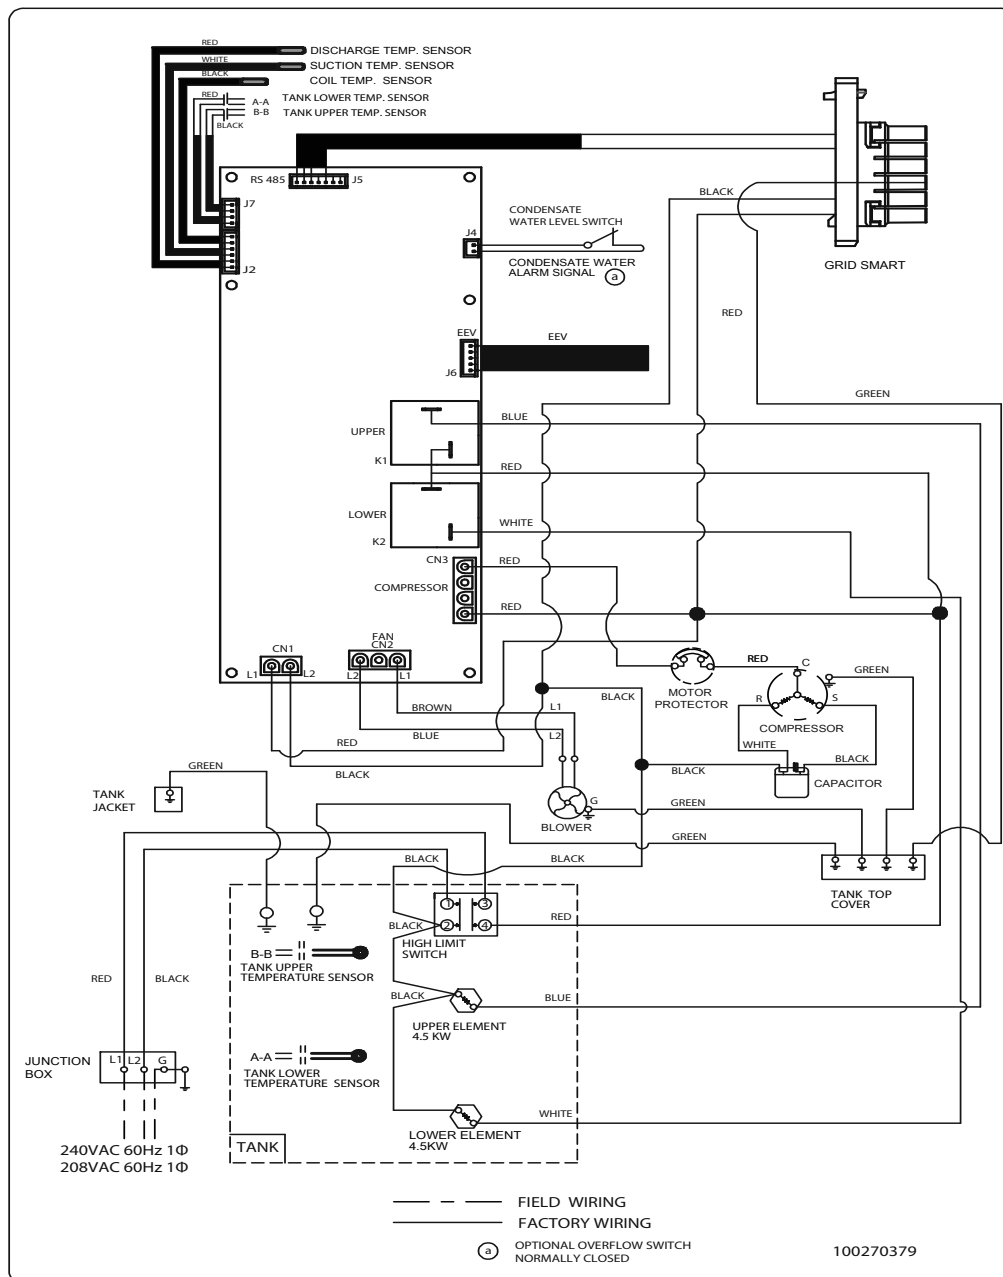 RED
DISCHARGE TEMP. SENSOR
WHITE
SUCTION TEMP. SENSOR
BLACK
COIL TEMP. SENSOR
RED
A-A
TANK LOWER TEMP. SENSOR
B-B
TANK UPPER TEMP. SENSOR
BLACK
RS 485
J5
BLACK
J7
CONDENSATE
WATER LEVEL SWITCH
J4
CONDENSATE WATER
ALARM SIGNAL
a
J2
GRID SMART
RED
EEV
EEV
J6
GREEN
BLUE
UPPER
K1
RED
LOWER
WHITE
K2
CN3
RED
COMPRESSOR
RED
FAN
CN1
CN2
L1
L2
L2
L1
RED
C
GREEN
MOTOR
PROTECTOR
BLACK
R
S
COMPRESSOR
BROWN
L1
BLUE
L2
RED
WHITE
BLACK
BLACK
BLACK
CAPACITOR
GREEN
TANK
JACKET
G
GREEN
BLOWER
GREEN
BLACK
BLACK
TANK TOP
COVER
1
3
2
4
BLACK
RED
HIGH LIMIT
SWITCH
B-B
TANK UPPER
TEMPERATURE SENSOR
RED
BLACK
BLACK
BLUE
UPPER ELEMENT
4.5 KW
JUNCTION
BOX
L1
L2
G
A-A
TANK LOWER
TEMPERATURE SENSOR
WHITE
LOWER ELEMENT
4.5KW
TANK
240VAC 60Hz 1Φ
208VAC 60Hz 1Φ
FIELD WIRING
FACTORY WIRING
a
OPTIONAL OVERFLOW SWITCH
NORMALLY CLOSED
100270379